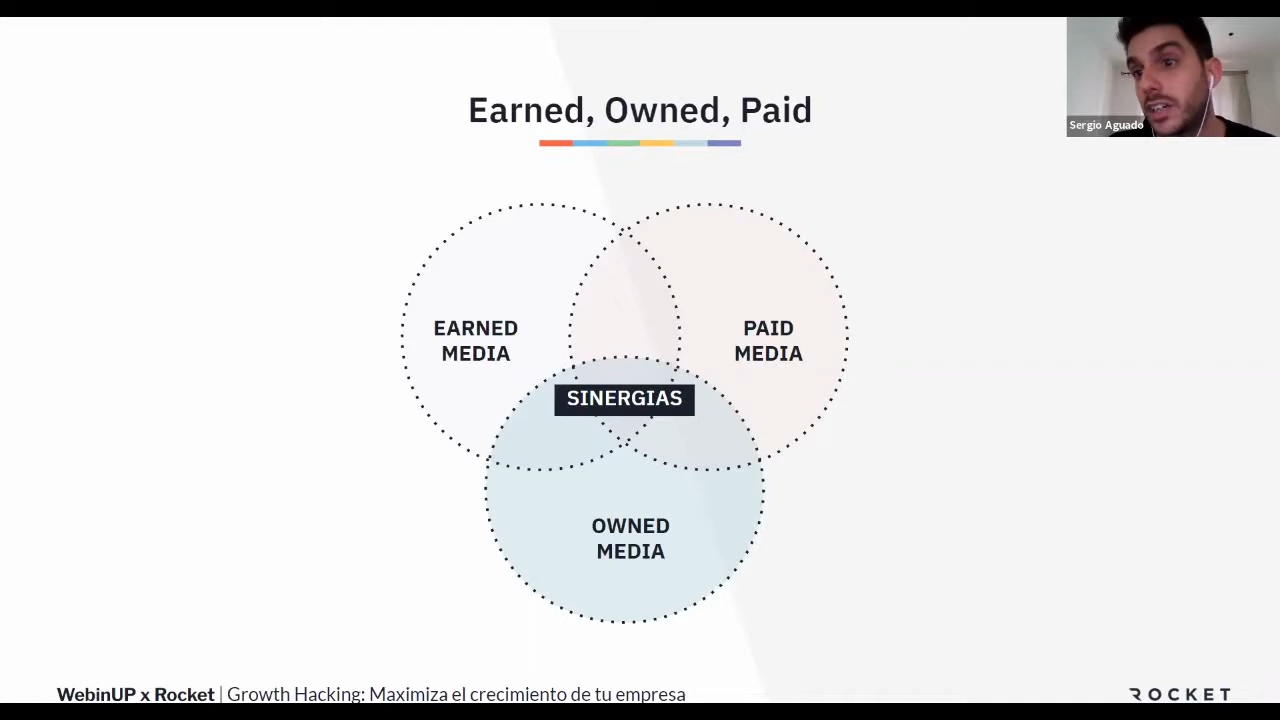 Earned, Owned, Paid
Sergio Aguado
EARNED
MEDIA
PAID
MEDIA
SINERGIAS
OWNED
MEDIA
WebinUP x Rocket | Growth Hacking: Maximiza el crecimiento de tu empresa
ROCKET